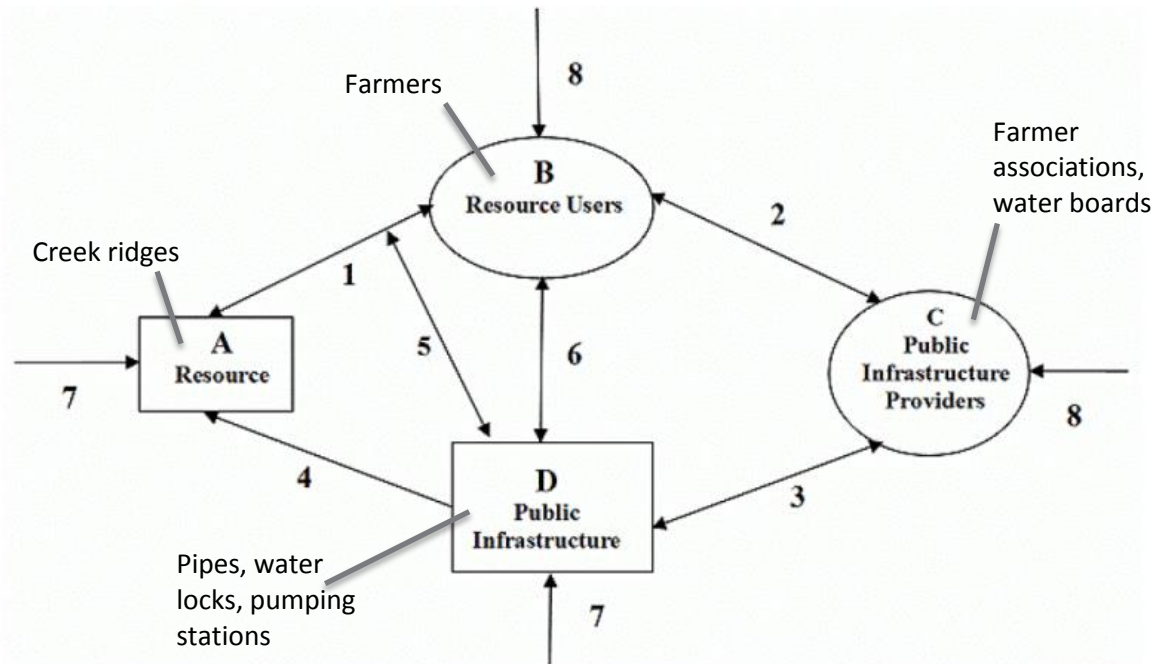 8
Farmers
Farmer
associations,
water boards
B
Resource Users
2
Creek ridges
1
A
Resource
5
6
C
Public
Infrastructure
Providers
7
8
4
D
Public
Infrastructure
3
Pipes, water
locks, pumping
stations
7